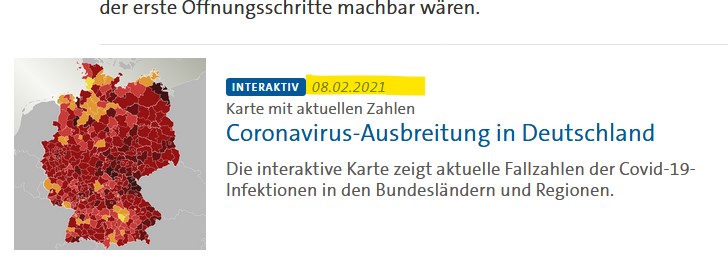 der erste Öffnungsschritte machbar wären.
INTERAKTIV 08.02.2021
Karte mit aktuellen Zahlen
Coronavirus-Ausbreitung in Deutschland
Die interaktive Karte zeigt aktuelle Fallzahlen der Covid-19-
Infektionen in den Bundesländern und Regionen.